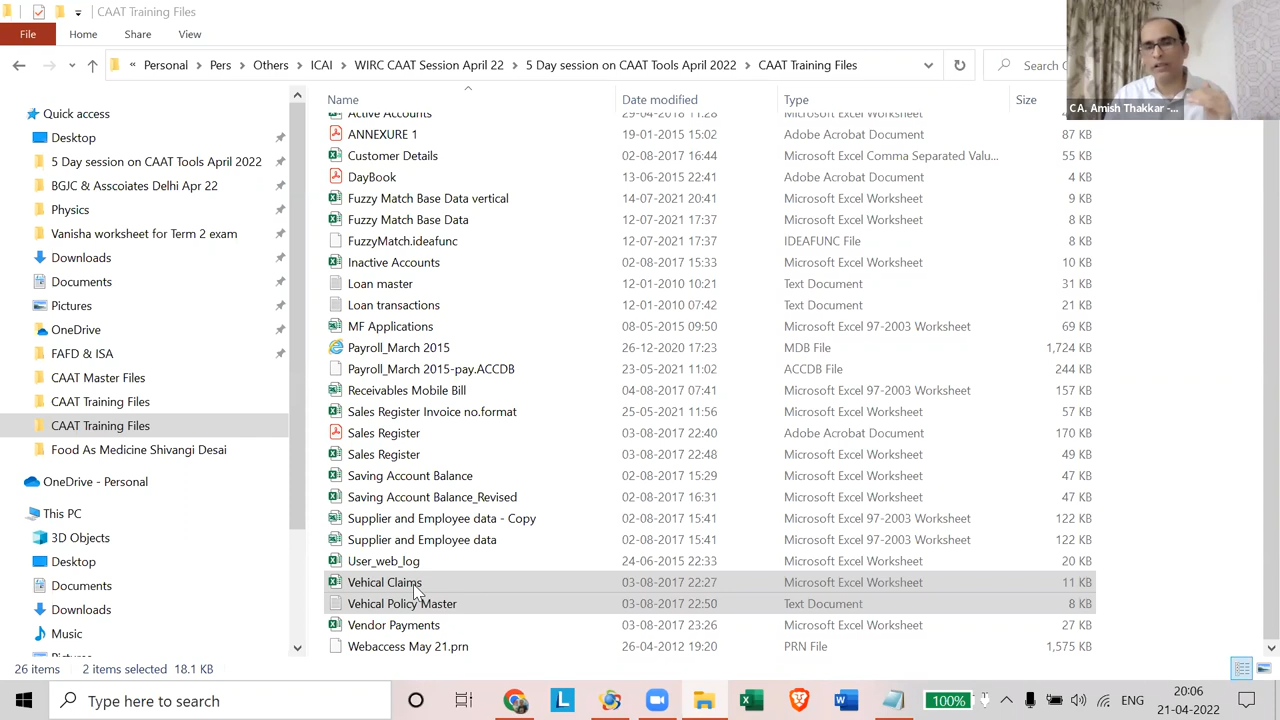 CAAT Training Files
File Home Share View
« Personal > Pers > Others > ICAI > WIRC CAAT Session April 22 > 5 Day session on CAAT Tools April 2022 > CAAT Training Files
Search
CA. Amish Thakkar -...
Quick access
Desktop
5 Day session on CAAT Tools April 2022
BGJC & Asscoiates Delhi Apr 22
Physics
Vanisha worksheet for Term 2 exam
Downloads
Documents
Pictures
OneDrive
FAFD & ISA
CAAT Master Files
CAAT Training Files
CAAT Training Files
Food As Medicine Shivangi Desai
OneDrive - Personal
This PC
3D Objects
Desktop
Documents
Downloads
Music
Name Date modified Type Size
Active Accounts 29-04-2018 11:28 Microsoft Excel Worksheet
ANNEXURE 1 19-01-2015 15:02 Adobe Acrobat Document 87 KB
Customer Details 02-08-2017 16:44 Microsoft Excel Comma Separated Valu... 55 KB
DayBook 13-06-2015 22:41 Adobe Acrobat Document 4 KB
Fuzzy Match Base Data vertical 14-07-2021 20:41 Microsoft Excel Worksheet 9 KB
Fuzzy Match Base Data 12-07-2021 17:37 Microsoft Excel Worksheet 8 KB
FuzzyMatch.ideafunc 12-07-2021 17:37 IDEAFUNC File 8 KB
Inactive Accounts 02-08-2017 15:33 Microsoft Excel Worksheet 10 KB
Loan master 12-01-2010 10:21 Text Document 31 KB
Loan transactions 12-01-2010 07:42 Text Document 21 KB
MF Applications 08-05-2015 09:50 Microsoft Excel 97-2003 Worksheet 69 KB
Payroll_March 2015 26-12-2020 17:23 MDB File 1,724 KB
Payroll_March 2015-pay.ACCDB 23-05-2021 11:02 ACCDB File 244 KB
Receivables Mobile Bill 04-08-2017 07:41 Microsoft Excel 97-2003 Worksheet 157 KB
Sales Register Invoice no.format 25-05-2021 11:56 Microsoft Excel Worksheet 57 KB
Sales Register 03-08-2017 22:40 Adobe Acrobat Document 170 KB
Sales Register 03-08-2017 22:48 Microsoft Excel Worksheet 49 KB
Saving Account Balance 02-08-2017 15:29 Microsoft Excel Worksheet 47 KB
Saving Account Balance_Revised 02-08-2017 16:31 Microsoft Excel Worksheet 47 KB
Supplier and Employee data - Copy 02-08-2017 15:41 Microsoft Excel 97-2003 Worksheet 122 KB
Supplier and Employee data 02-08-2017 15:41 Microsoft Excel 97-2003 Worksheet 122 KB
User_web_log 24-06-2015 22:33 Microsoft Excel Worksheet 20 KB
Vehical Claims 03-08-2017 22:27 Microsoft Excel Worksheet 11 KB
Vehical Policy Master 03-08-2017 22:50 Text Document 8 KB
Vendor Payments 03-08-2017 23:26 Microsoft Excel Worksheet 27 KB
Webaccess May 21.prn 26-04-2012 19:20 PRN File 1,575 KB
26 items 2 items selected 18.1 KB
Type here to search
100%
ENG
20:06
21-04-2022